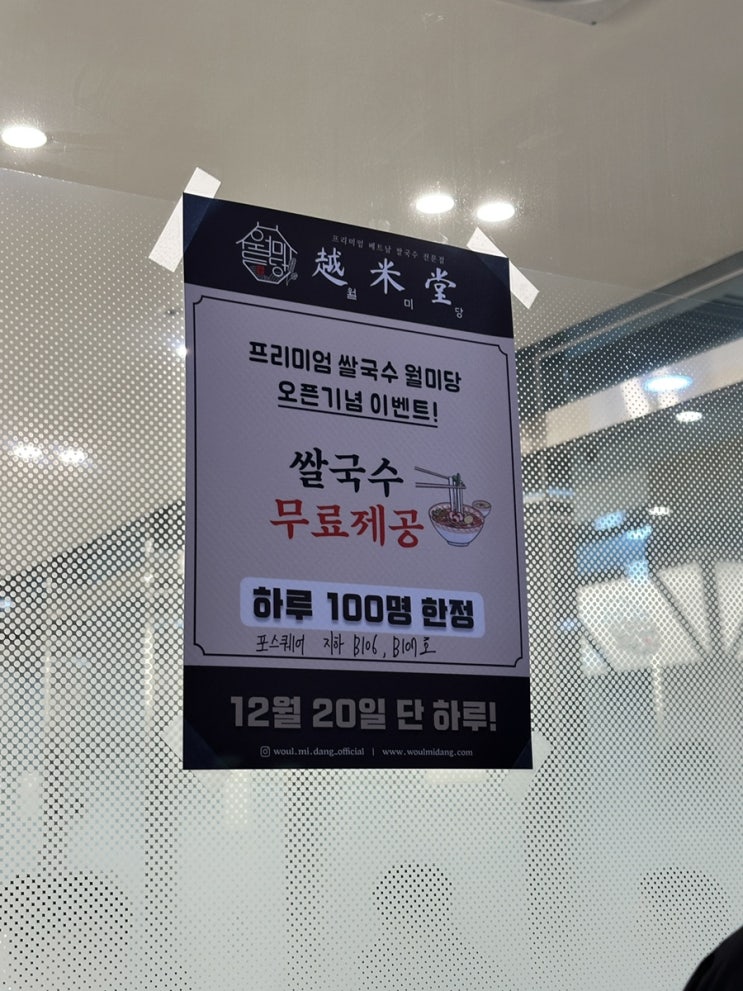 월미당
프리미엄 베트남 쌀국수 전문점
越米堂
월 미 당
프리미엄 쌀국수 월미당
오픈기념 이벤트!
쌀국수
무료제공
하루 100명 한정
포스퀘어 지하 B106, B107호
12월 20일 단 하루!
woul.mi.dang_official | www.woulmidang.com